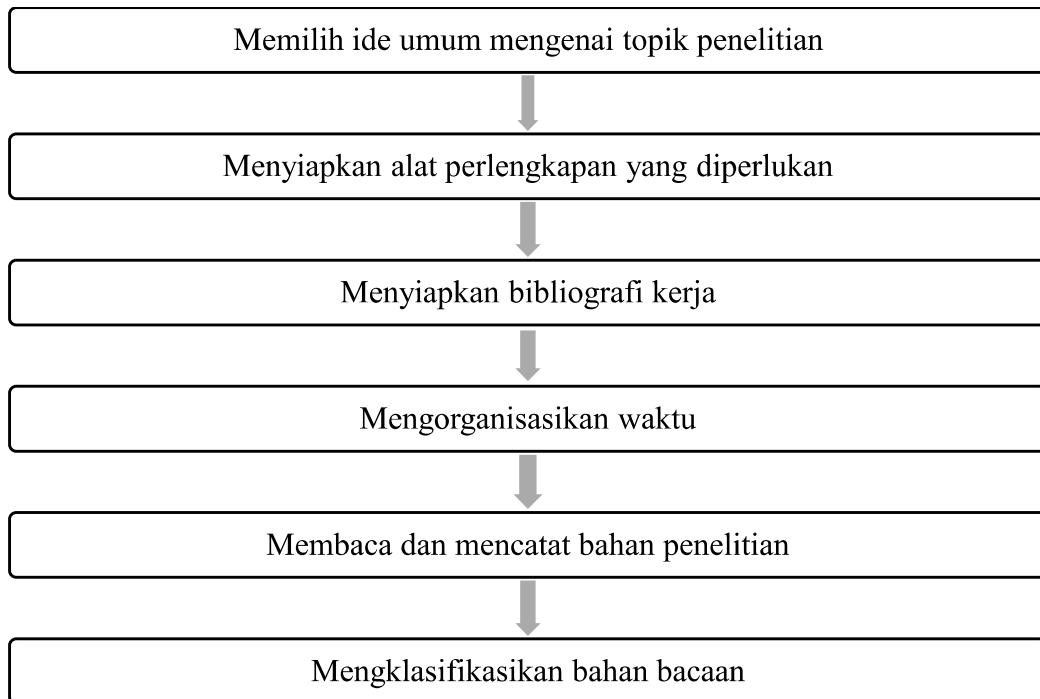 Memilih ide umum mengenai topik penelitian
Menyiapkan alat perlengkapan yang diperlukan
Menyiapkan bibliografi kerja
Mengorganisasikan waktu
Membaca dan mencatat bahan penelitian
Mengklasifikasikan bahan bacaan